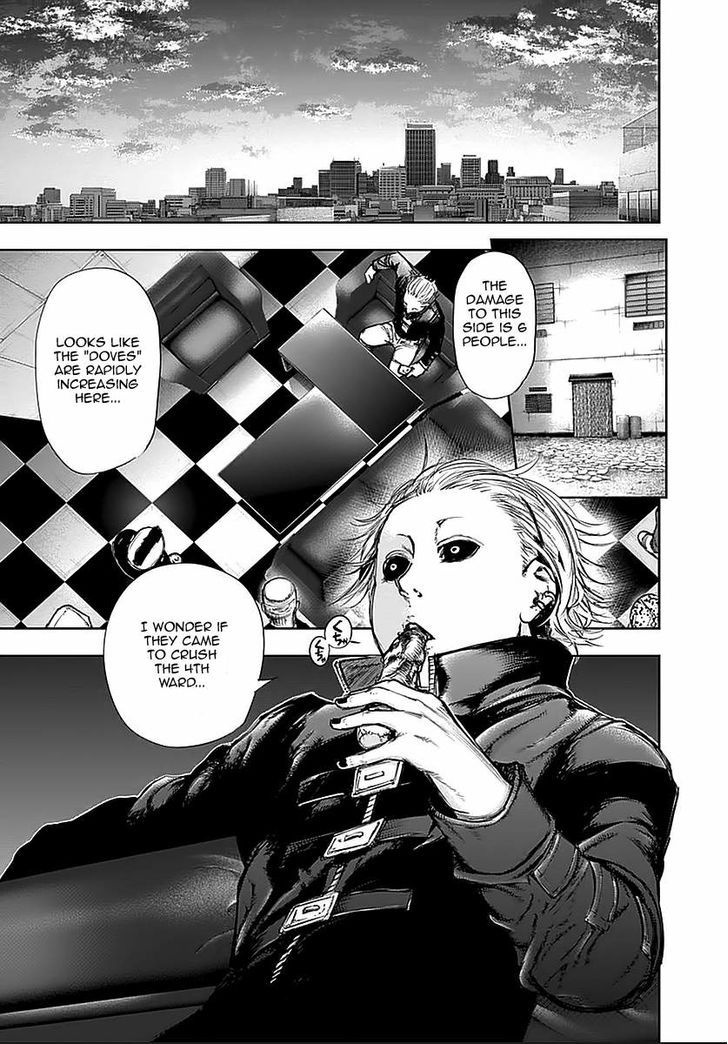 THE
DAMAGE
TO THIS
SIDE IS 6
PEOPLE...
LOOKS LIKE
THE "DOVES"
ARE RAPIDLY
INCREASING
HERE...
I WONDER IF
THEY CAME
TO CRUSH
THE 4TH
WARD...